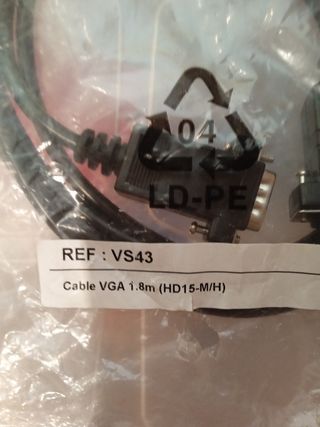 04
LD-PE
REF : VS43
Cable VGA 1.8m (HD15-M/H)